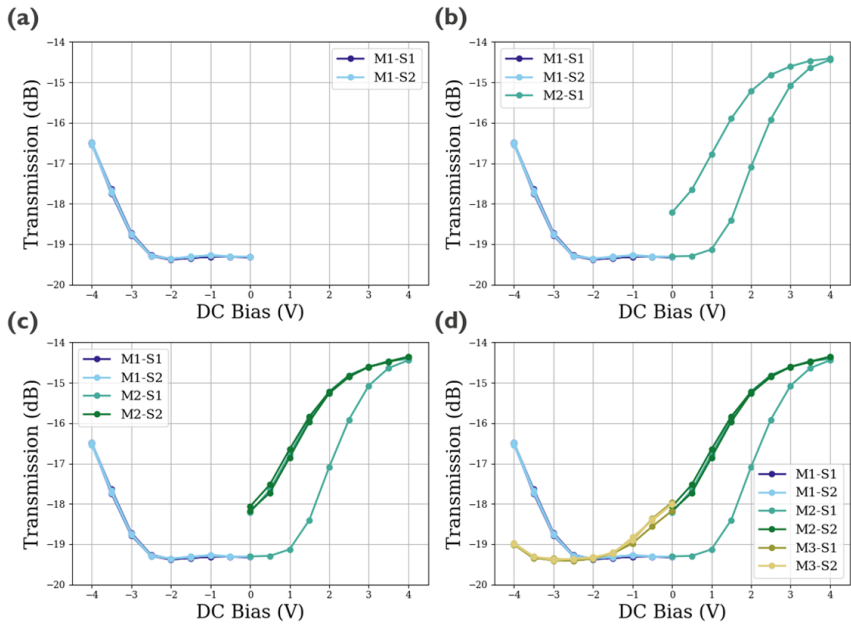 (a)
M1-S1
M1-S2
Transmission (dB)
−14
−15
−16
−17
−18
−19
−20
−4 −3 −2 −1 0 1 2 3 4
DC Bias (V)
(b)
M1-S1
M1-S2
M2-S1
Transmission (dB)
−14
−15
−16
−17
−18
−19
−20
−4 −3 −2 −1 0 1 2 3 4
DC Bias (V)
(c)
M1-S1
M1-S2
M2-S1
M2-S2
Transmission (dB)
−14
−15
−16
−17
−18
−19
−20
−4 −3 −2 −1 0 1 2 3 4
DC Bias (V)
(d)
M1-S1
M1-S2
M2-S1
M2-S2
M3-S1
M3-S2
Transmission (dB)
−14
−15
−16
−17
−18
−19
−20
−4 −3 −2 −1 0 1 2 3 4
DC Bias (V)